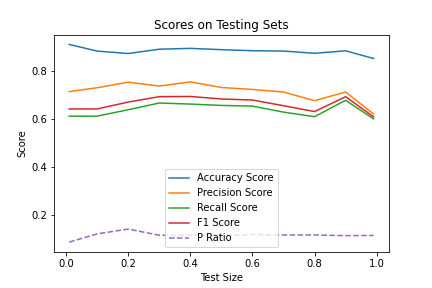 Scores on Testing Sets
0.8
0.6
0.4
0.2
Score
Accuracy Score
Precision Score
Recall Score
F1 Score
P Ratio
0.0 0.2 0.4 0.6 0.8 1.0
Test Size